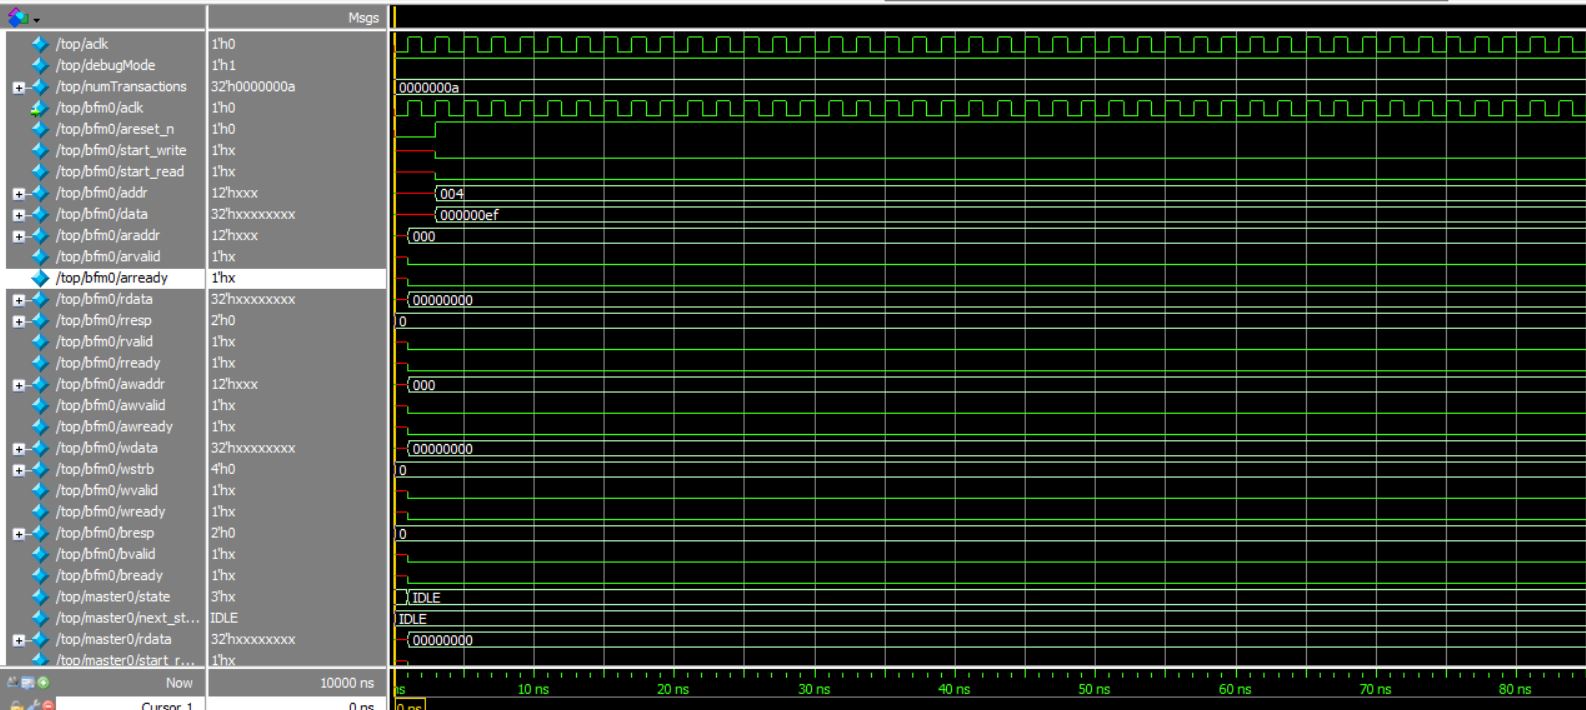 Msgs
/top/aclk 1'h0
/top/debugMode 1'h1
/top/numTransactions 32'h0000000a 0000000a
/top/bfm0/aclk 1'h0
/top/bfm0/areset_n 1'h0
/top/bfm0/start_write 1'hx
/top/bfm0/start_read 1'hx
/top/bfm0/addr 12'hxxx 004
/top/bfm0/data 32'hxxxxxxxx 000000ef
/top/bfm0/araddr 12'hxxx 000
/top/bfm0/arvalid 1'hx
/top/bfm0/arready 1'hx
/top/bfm0/rdata 32'hxxxxxxxx 00000000
/top/bfm0/rresp 2'h0 0
/top/bfm0/rvalid 1'hx
/top/bfm0/rready 1'hx
/top/bfm0/awaddr 12'hxxx 000
/top/bfm0/awvalid 1'hx
/top/bfm0/awready 1'hx
/top/bfm0/wdata 32'hxxxxxxxx 00000000
/top/bfm0/wstrb 4'h0 0
/top/bfm0/wvalid 1'hx
/top/bfm0/wready 1'hx
/top/bfm0/bresp 2'h0 0
/top/bfm0/bvalid 1'hx
/top/bfm0/bready 1'hx
/top/master0/state 3'hx IDLE
/top/master0/next_st... IDLE IDLE
/top/master0/rdata 32'hxxxxxxxx 00000000
/top/master0/start_r... 1'hx
Now 10000 ns ns 10 ns 20 ns 30 ns 40 ns 50 ns 60 ns 70 ns 80 ns
Cursor 1 0 ns 0 ns